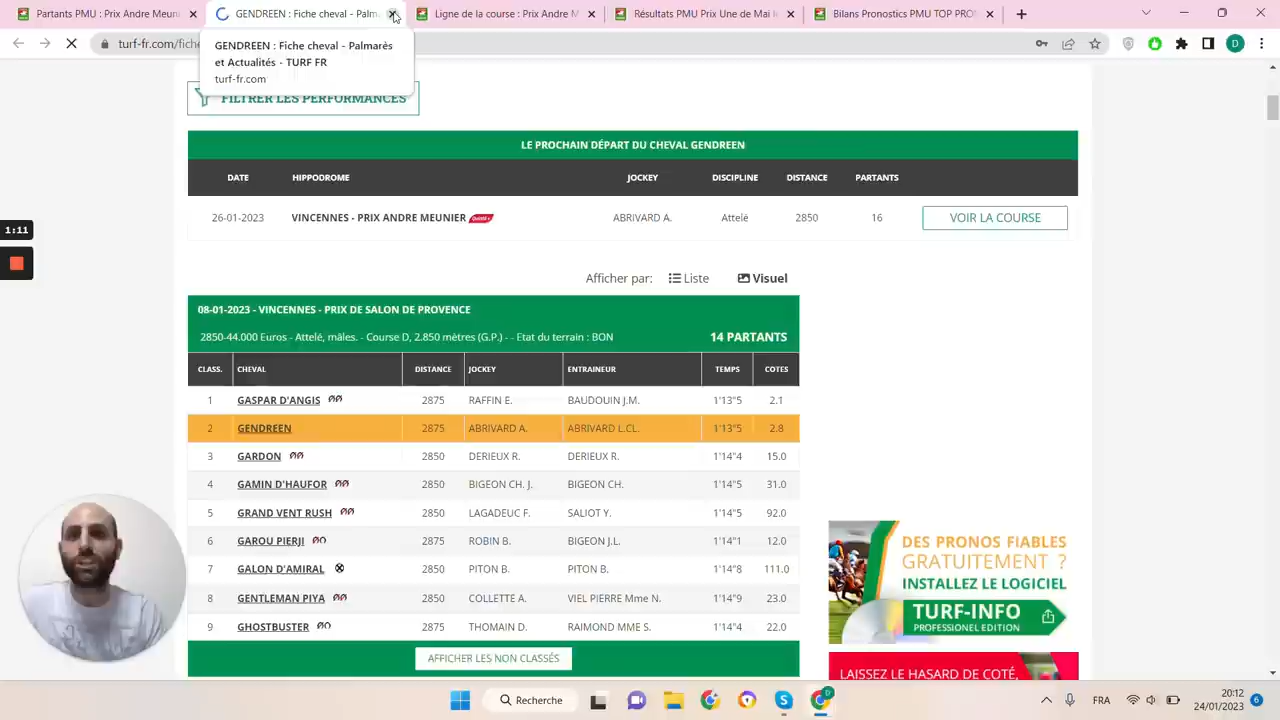 PMU TURF
GENDREEN : Fiche cheval - Palm
Logo de la course : Prix Andre M
Résultats PMU Prix Une de Mai
Bilans PMU TOP PRO
turf-fr.com/fiche
GENDREEN : Fiche cheval - Palmarès
et Actualités - TURF FR
turf-fr.com
D
FILTRER LES PERFORMANCES
LE PROCHAIN DÉPART DU CHEVAL GENDREEN
DATE HIPPODROME JOCKEY DISCIPLINE DISTANCE PARTANTS
26-01-2023 VINCENNES - PRIX ANDRE MEUNIER ABRIVARD A. Attelé 2850 16 VOIR LA COURSE
1:11
Afficher par: Liste Visuel
08-01-2023 - VINCENNES - PRIX DE SALON DE PROVENCE
2850-44.000 Euros - Attelé, mâles. - Course D, 2.850 mètres (G.P.) - - Etat du terrain : BON 14 PARTANTS
CLASS. CHEVAL DISTANCE JOCKEY ENTRAINEUR TEMPS COTES
1 GASPAR D'ANGIS 2875 RAFFIN E. BAUDOUIN J.M. 1'13"5 2.1
2 GENDREEN 2875 ABRIVARD A. ABRIVARD L.CL. 1'13"5 2.8
3 GARDON 2850 DERIEUX R. DERIEUX R. 1'14"4 15.0
4 GAMIN D'HAUFOR 2850 BIGEON CH. J. BIGEON CH. 1'14"5 31.0
5 GRAND VENT RUSH 2850 LAGADEUC F. SALIOT Y. 1'14"5 92.0
6 GAROU PIERJI 2875 ROBIN B. BIGEON J.L. 1'14"1 12.0
7 GALON D'AMIRAL 2850 PITON B. PITON B. 1'14"8 111.0
8 GENTLEMAN PIYA 2850 COLLETTE A. VIEL PIERRE Mme N. 1'14"9 23.0
9 GHOSTBUSTER 2875 THOMAIN D. RAIMOND MME S. 1'14"4 22.0
AFFICHER LES NON CLASSÉS
DES PRONOS FIABLES
GRATUITEMENT ?
INSTALLEZ LE LOGICIEL
TURF-INFO
PROFESSIONEL EDITION
LAISSEZ LE HASARD DE COTÉ,
Recherche
FRA
20:12
24/01/2023